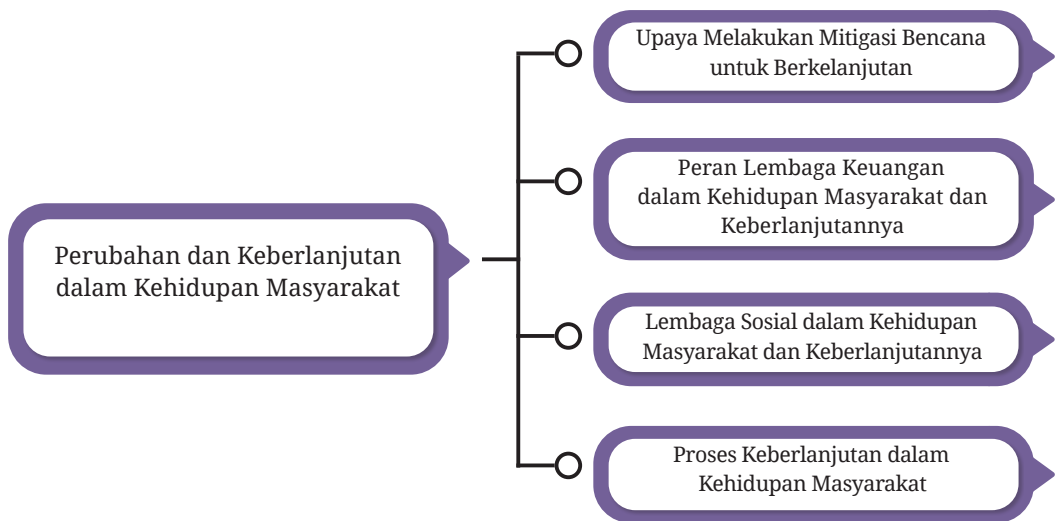 Perubahan dan Keberlanjutan
dalam Kehidupan Masyarakat
Upaya Melakukan Mitigasi Bencana
untuk Berkelanjutan
Peran Lembaga Keuangan
dalam Kehidupan Masyarakat dan
Keberlanjutannya
Lembaga Sosial dalam Kehidupan
Masyarakat dan Keberlanjutannya
Proses Keberlanjutan dalam
Kehidupan Masyarakat